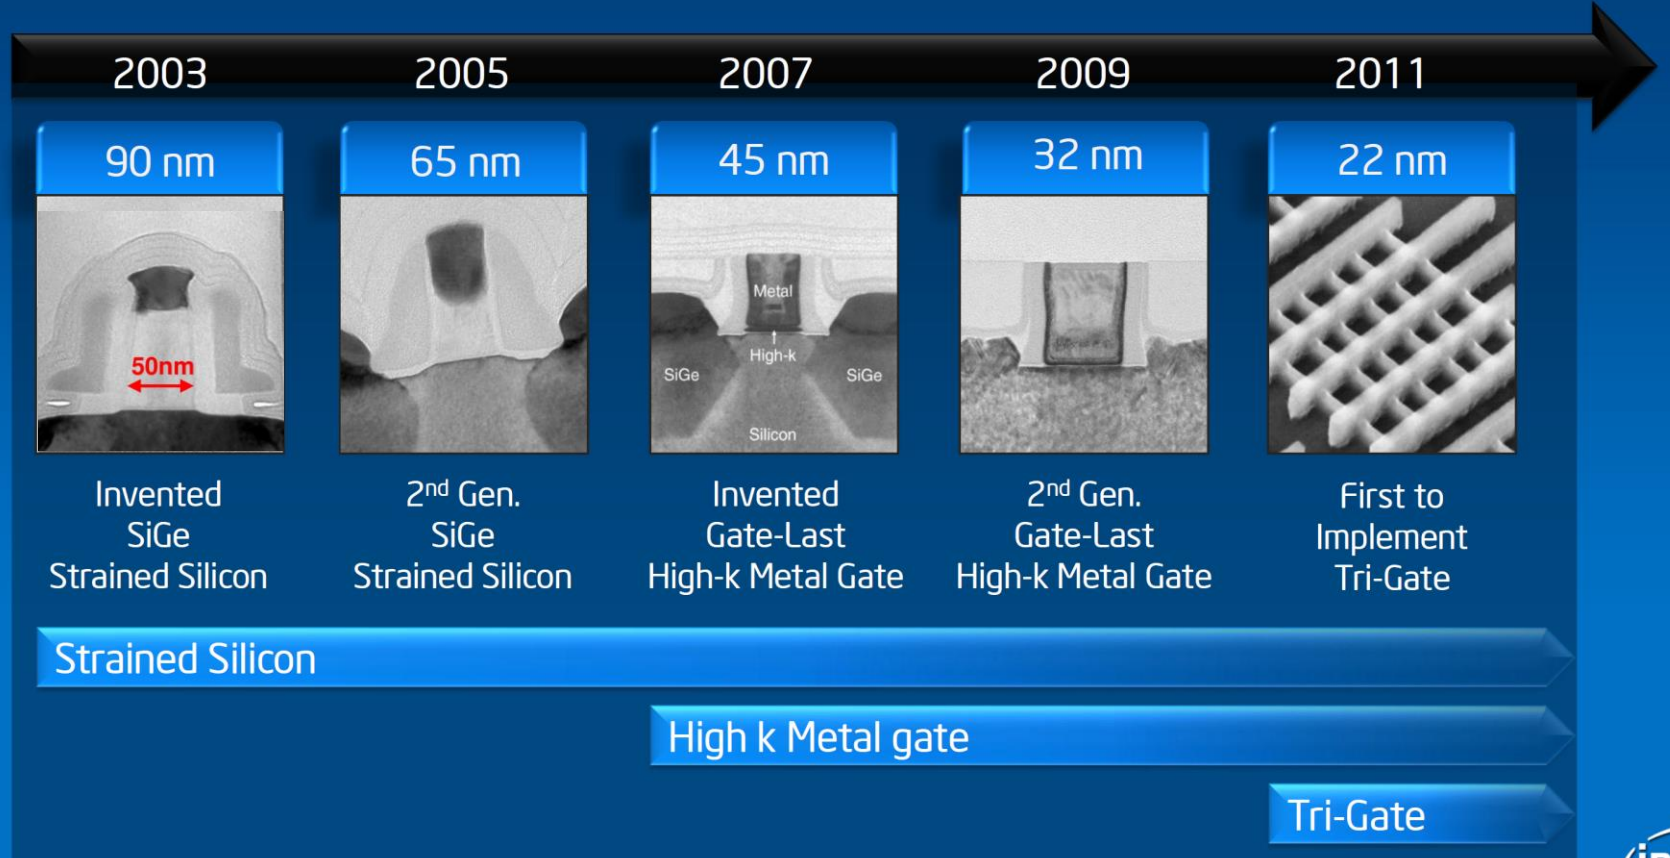 2003
2005
2007
2009
2011
90 nm
65 nm
45 nm
32 nm
22 nm
50nm
Metal
High-k
SiGe
SiGe
Silicon
Invented
SiGe
Strained Silicon
2nd Gen.
SiGe
Strained Silicon
Invented
Gate-Last
High-k Metal Gate
2nd Gen.
Gate-Last
High-k Metal Gate
First to
Implement
Tri-Gate
Strained Silicon
High k Metal gate
Tri-Gate